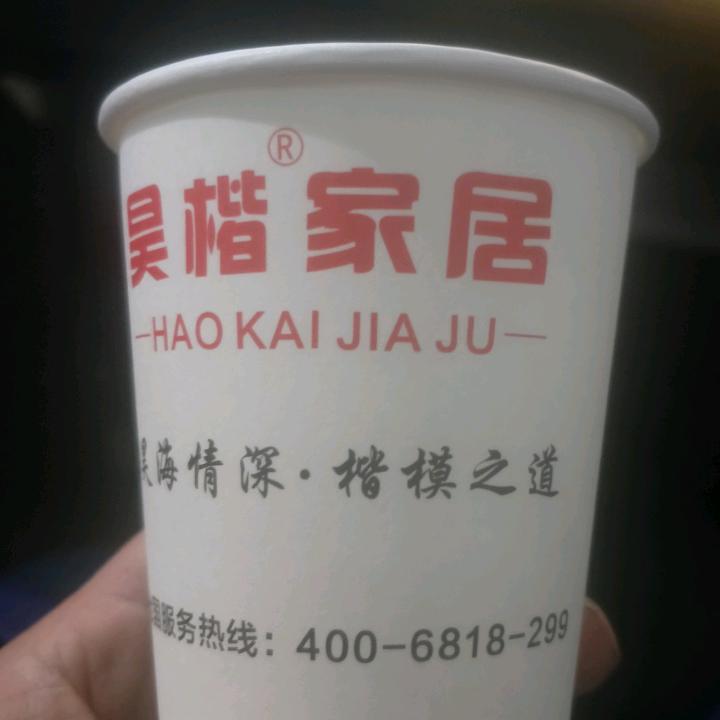 ®
昊楷家居
HAO KAI JIA JU
昊海情深·楷模之道
国服务热线：400-6818-299